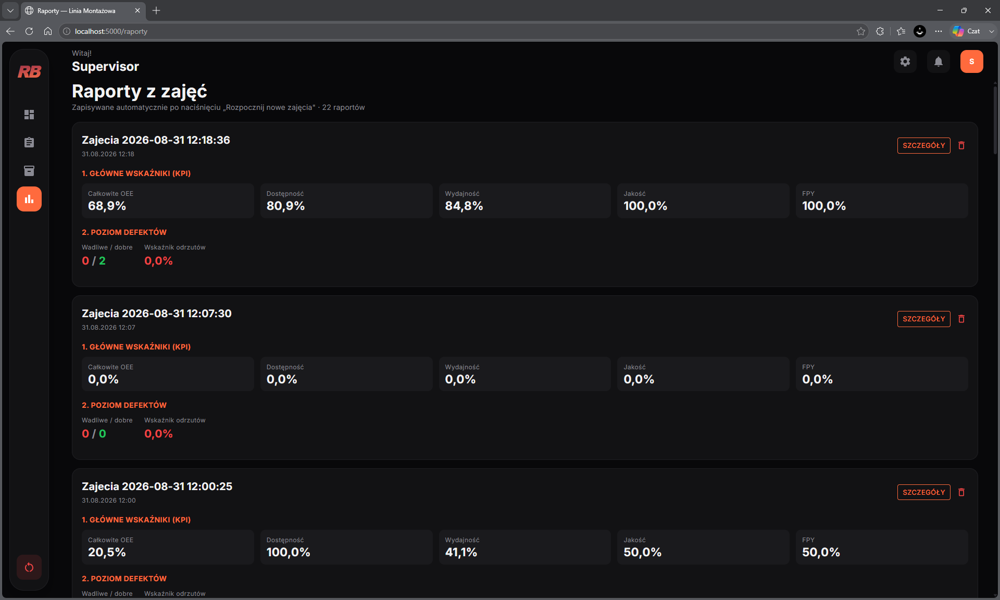 Raporty — Linia Montażowa
localhost:5000/raporty
Czat
RB
Witaj!
Supervisor
S
Raporty z zajęć
Zapisywane automatycznie po naciśnięciu „Rozpocznij nowe zajęcia" · 22 raportów
Zajecia 2026-08-31 12:18:36
31.08.2026 12:18
SZCZEGÓŁY
1. GŁÓWNE WSKAŹNIKI (KPI)
Całkowite OEE
68,9%
Dostępność
80,9%
Wydajność
84,8%
Jakość
100,0%
FPY
100,0%
2. POZIOM DEFEKTÓW
Wadliwe / dobre
0 / 2
Wskaźnik odrzutów
0,0%
Zajecia 2026-08-31 12:07:30
31.08.2026 12:07
SZCZEGÓŁY
1. GŁÓWNE WSKAŹNIKI (KPI)
Całkowite OEE
0,0%
Dostępność
0,0%
Wydajność
0,0%
Jakość
0,0%
FPY
0,0%
2. POZIOM DEFEKTÓW
Wadliwe / dobre
0 / 0
Wskaźnik odrzutów
0,0%
Zajecia 2026-08-31 12:00:25
31.08.2026 12:00
SZCZEGÓŁY
1. GŁÓWNE WSKAŹNIKI (KPI)
Całkowite OEE
20,5%
Dostępność
100,0%
Wydajność
41,1%
Jakość
50,0%
FPY
50,0%
2. POZIOM DEFEKTÓW
Wadliwe / dobre
Wskaźnik odrzutów